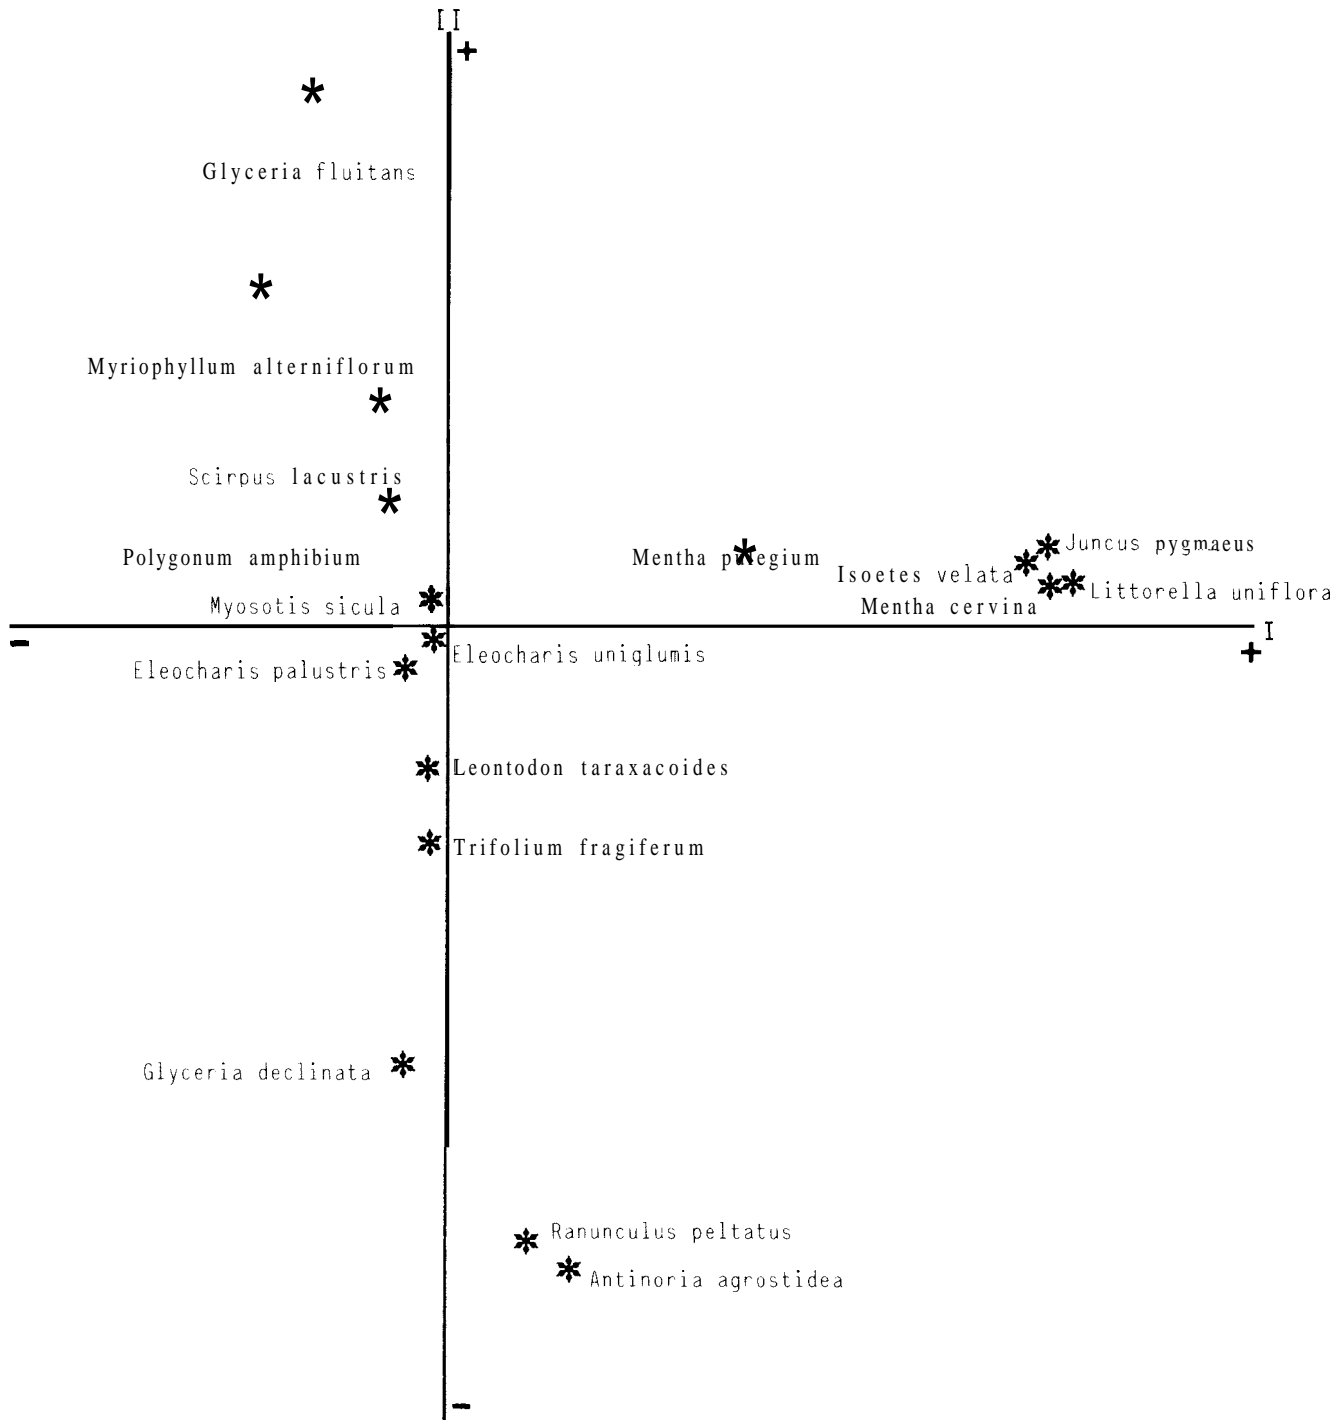 II
+
Glyceria fluitans
Myriophyllum alterniflorum
Scirpus lacustris
Polygonum amphibium
Mentha pulegium
Juncus pygmaeus
Isoetes velata
Littorella uniflora
Mentha cervina
Myosotis sicula
I
-
+
Eleocharis uniglumis
Eleocharis palustris
Leontodon taraxacoides
Trifolium fragiferum
Glyceria declinata
Ranunculus peltatus
Antinoria agrostidea
-